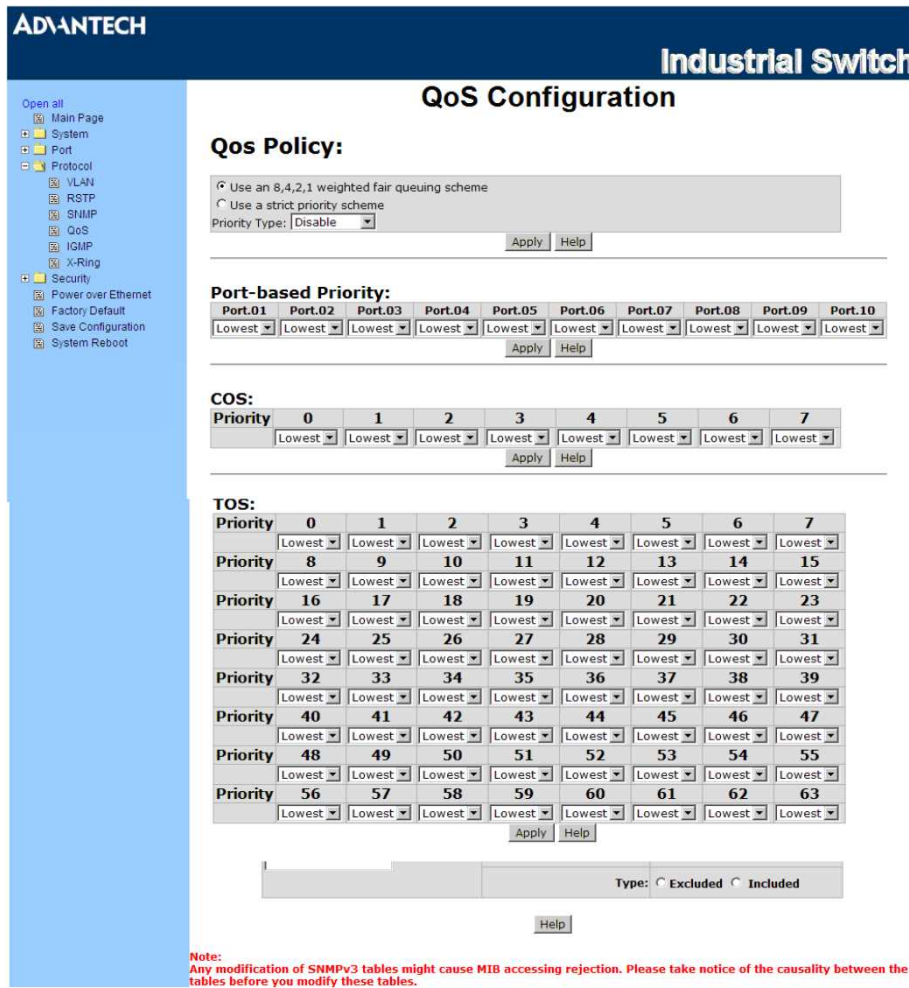 ADVANTECH
Industrial Switch
Open all
Main Page
System
Port
Protocol
VLAN
RSTP
SNMP
QoS
IGMP
X-Ring
Security
Power over Ethernet
Factory Default
Save Configuration
System Reboot
QoS Configuration
Qos Policy:
Use an 8,4,2,1 weighted fair queuing scheme
Use a strict priority scheme
Priority Type: Disable
Apply Help
Port-based Priority:
Port.01 Port.02 Port.03 Port.04 Port.05 Port.06 Port.07 Port.08 Port.09 Port.10
Lowest Lowest Lowest Lowest Lowest Lowest Lowest Lowest Lowest Lowest
Apply Help
COS:
Priority 0 1 2 3 4 5 6 7
Lowest Lowest Lowest Lowest Lowest Lowest Lowest Lowest
Apply Help
TOS:
Priority 0 1 2 3 4 5 6 7
Lowest Lowest Lowest Lowest Lowest Lowest Lowest Lowest
Priority 8 9 10 11 12 13 14 15
Lowest Lowest Lowest Lowest Lowest Lowest Lowest Lowest
Priority 16 17 18 19 20 21 22 23
Lowest Lowest Lowest Lowest Lowest Lowest Lowest Lowest
Priority 24 25 26 27 28 29 30 31
Lowest Lowest Lowest Lowest Lowest Lowest Lowest Lowest
Priority 32 33 34 35 36 37 38 39
Lowest Lowest Lowest Lowest Lowest Lowest Lowest Lowest
Priority 40 41 42 43 44 45 46 47
Lowest Lowest Lowest Lowest Lowest Lowest Lowest Lowest
Priority 48 49 50 51 52 53 54 55
Lowest Lowest Lowest Lowest Lowest Lowest Lowest Lowest
Priority 56 57 58 59 60 61 62 63
Lowest Lowest Lowest Lowest Lowest Lowest Lowest Lowest
Apply Help
Type: Excluded Included
Help
Note:
Any modification of SNMPv3 tables might cause MIB accessing rejection. Please take notice of the causality between the
tables before you modify these tables.